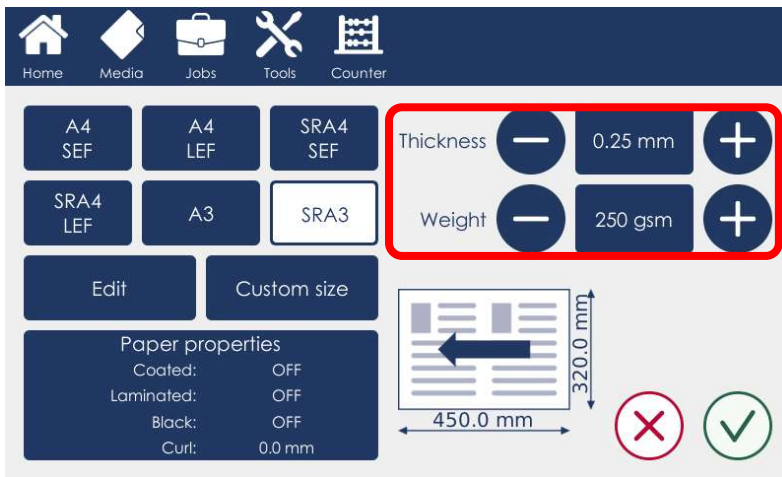 Home Media Jobs Tools Counter
A4 SEF
A4 LEF
SRA4 SEF
Thickness 0.25 mm
SRA4 LEF
A3
SRA3
Weight 250 gsm
Edit
Custom size
Paper properties
Coated: OFF
Laminated: OFF
Black: OFF
Curl: 0.0 mm
320.0 mm
450.0 mm